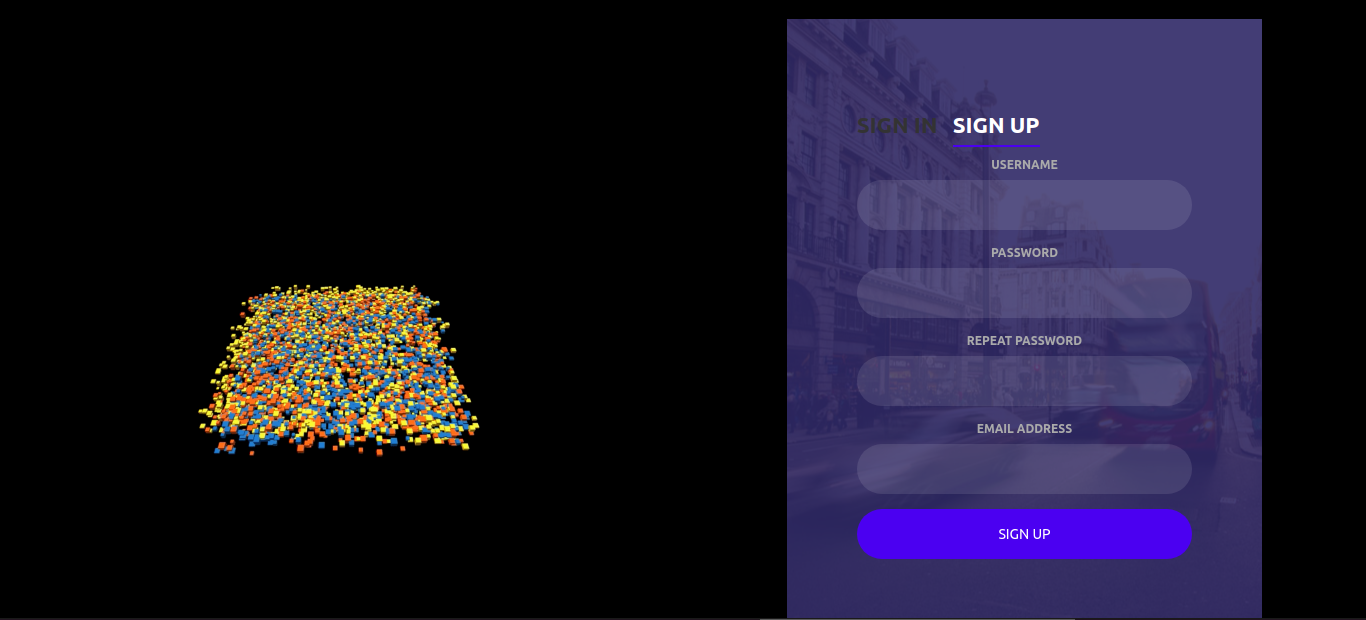 SIGN IN SIGN UP
USERNAME
PASSWORD
REPEAT PASSWORD
EMAIL ADDRESS
SIGN UP